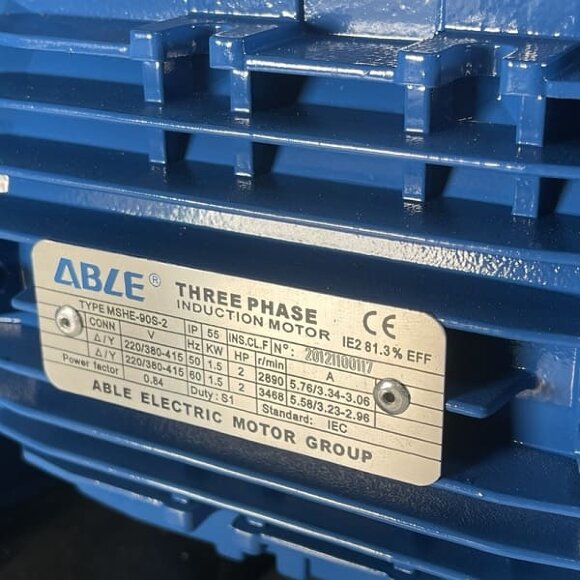 ABLE® THREE PHASE CE
INDUCTION MOTOR IE2 81.3% EFF
TYPE MSHE-90S-2 IP 55 INS.CL.F N°: 20121100117
CONN V Hz KW HP r/min A
Δ/Y 220/380-415 50 1.5 2 2890 5.76/3.34-3.06
Δ/Y 220/380-415 60 1.5 2 3468 5.58/3.23-2.96
Power factor 0.84 Duty: S1 Standard: IEC
ABLE ELECTRIC MOTOR GROUP